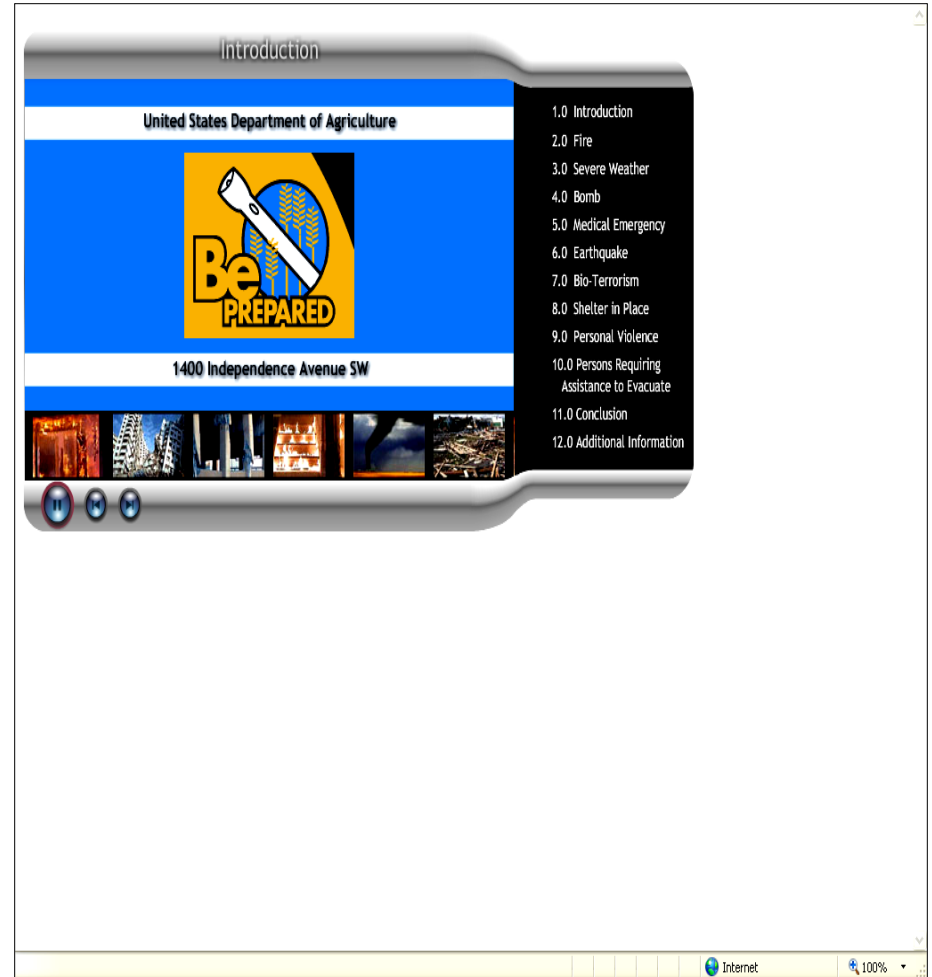 Introduction
United States Department of Agriculture
Be
PREPARED
1400 Independence Avenue SW
1.0 Introduction
2.0 Fire
3.0 Severe Weather
4.0 Bomb
5.0 Medical Emergency
6.0 Earthquake
7.0 Bio-Terrorism
8.0 Shelter in Place
9.0 Personal Violence
10.0 Persons Requiring
Assistance to Evacuate
11.0 Conclusion
12.0 Additional Information
Internet
100%